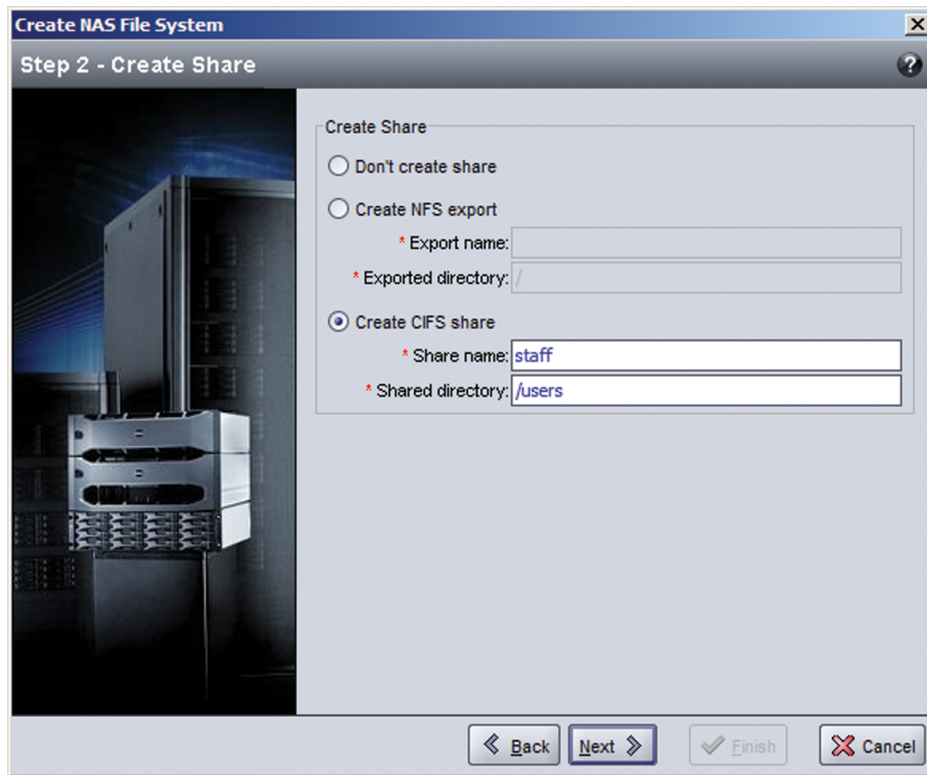 Create NAS File System
Step 2 - Create Share
?
Create Share
Don't create share
Create NFS export
* Export name:
* Exported directory: /
Create CIFS share
* Share name: staff
* Shared directory: /users
Back Next Finish Cancel